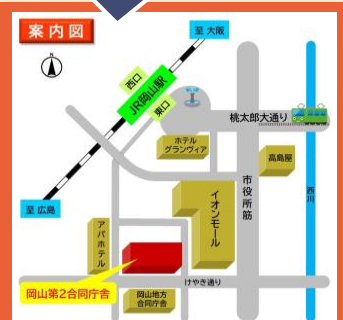 案内図
至 大阪
西口
JR岡山駅
東口
桃太郎大通り
ホテル
グランヴィア
高島屋
市役所筋
西川
イオンモール
至 広島
アパホテル
けやき通り
岡山第2合同庁舎
岡山地方
合同庁舎